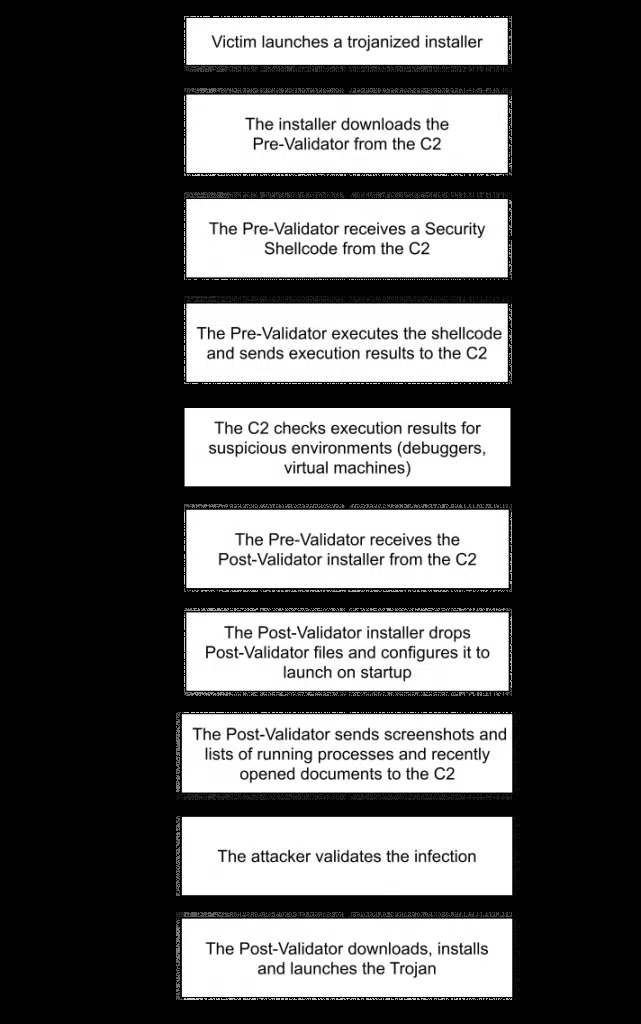 Victim launches a trojanized installer
The installer downloads the
Pre-Validator from the C2
The Pre-Validator receives a Security
Shellcode from the C2
The Pre-Validator executes the shellcode
and sends execution results to the C2
The C2 checks execution results for
suspicious environments (debuggers,
virtual machines)
The Pre-Validator receives the
Post-Validator installer from the C2
The Post-Validator installer drops
Post-Validator files and configures it to
launch on startup
The Post-Validator sends screenshots and
lists of running processes and recently
opened documents to the C2
The attacker validates the infection
The Post-Validator downloads, installs
and launches the Trojan